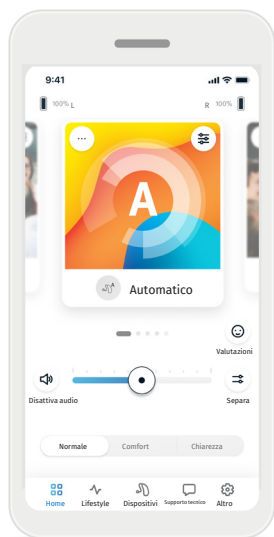 9:41
100% L
R 100%
...
A
A
Automatico
Valutazioni
Disattiva audio
Separa
Normale Comfort Chiarezza
Home Lifestyle Dispositivi Supporto tecnico Altro